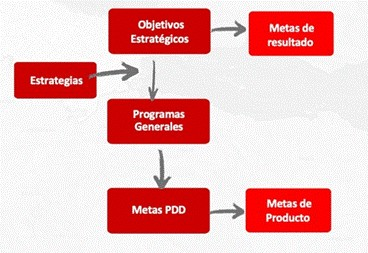 Objetivos
Estratégicos
Metas de
resultado
Estrategias
Programas
Generales
Metas PDD
Metas de
Producto